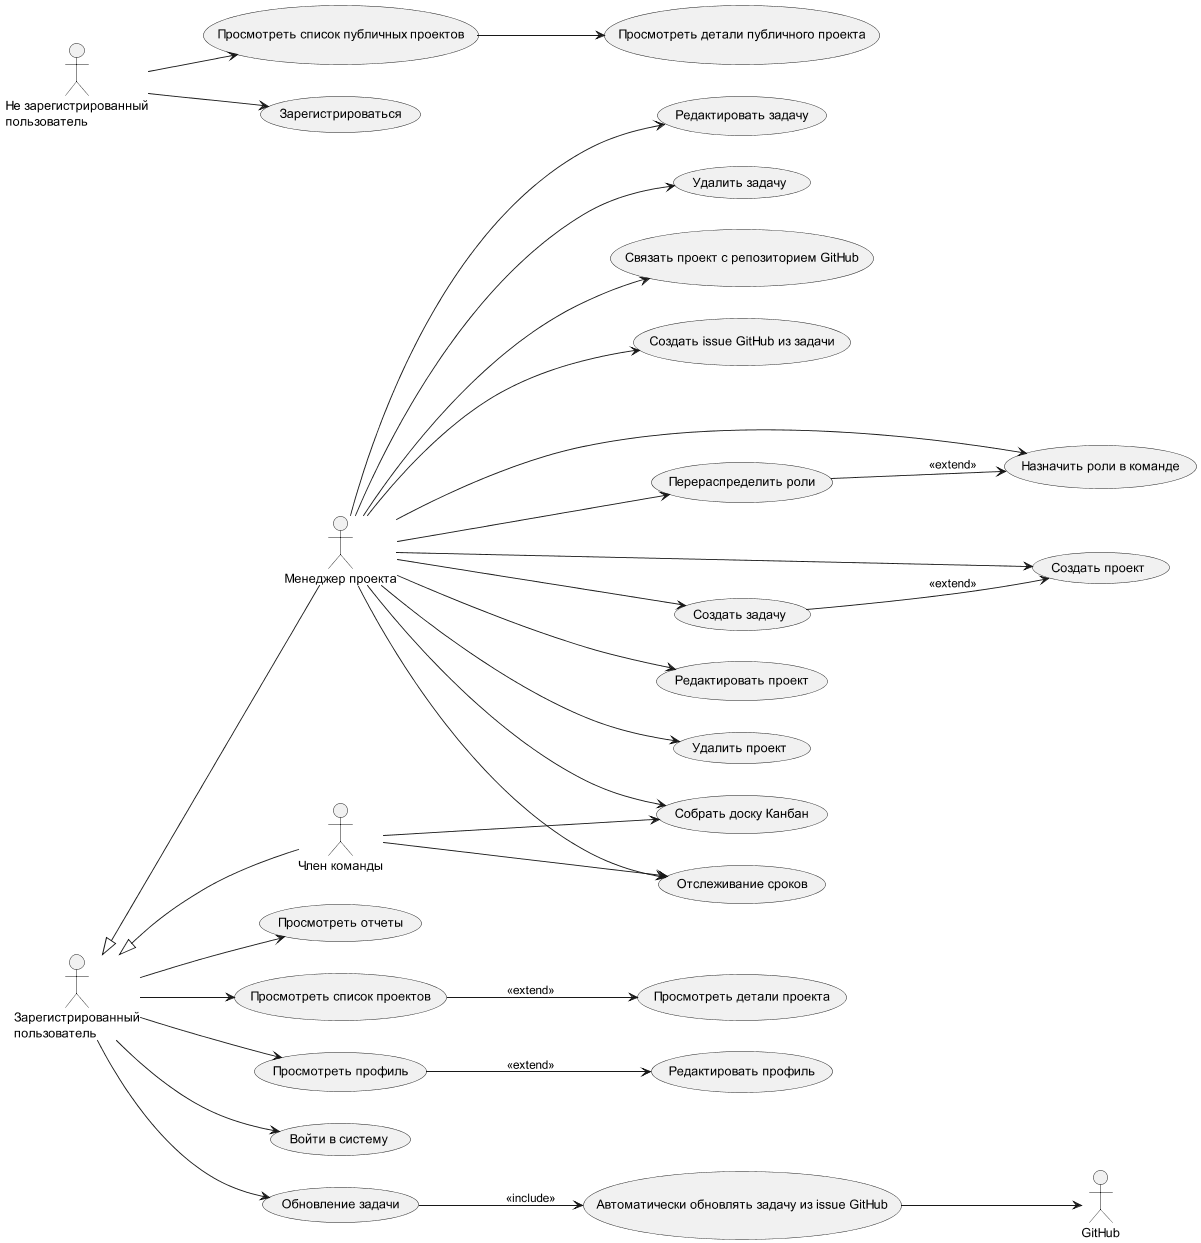 Просмотреть список публичных проектов
Просмотреть детали публичного проекта
Не зарегистрированный
пользователь
Зарегистрироваться
Редактировать задачу
Удалить задачу
Связать проект с репозиторием GitHub
Создать issue GitHub из задачи
Назначить роли в команде
«extend»
Перераспределить роли
Менеджер проекта
Создать проект
«extend»
Создать задачу
Редактировать проект
Удалить проект
Собрать доску Канбан
Член команды
Отслеживание сроков
Просмотреть отчеты
Зарегистрированный
пользователь
Просмотреть список проектов
«extend»
Просмотреть детали проекта
Просмотреть профиль
«extend»
Редактировать профиль
Войти в систему
Обновление задачи
«include»
Автоматически обновлять задачу из issue GitHub
GitHub